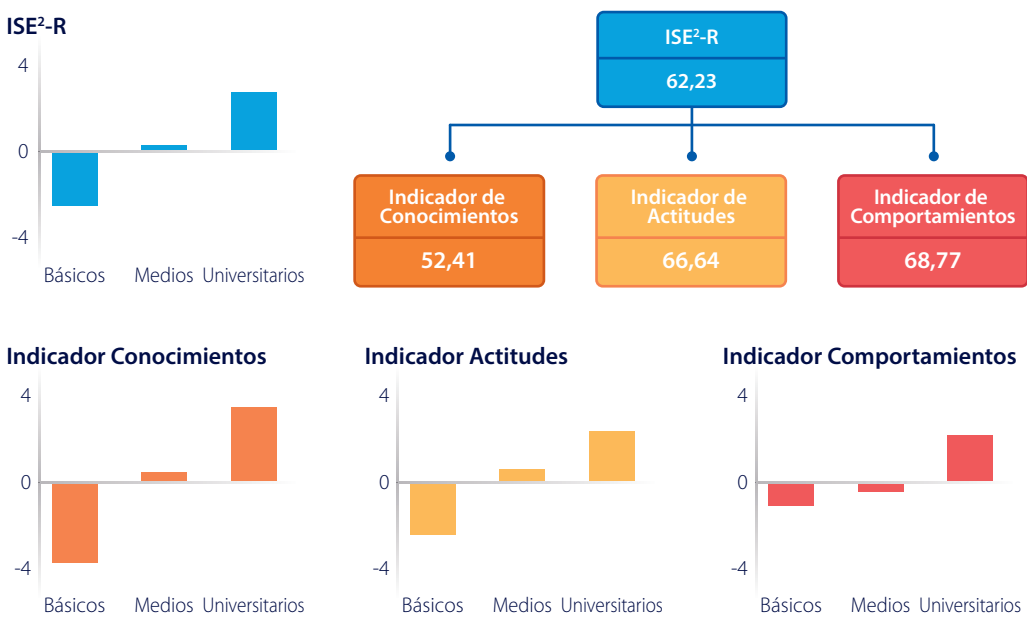 ISE²-R
4
0
-4
Básicos Medios Universitarios
ISE²-R
62,23
Indicador de
Conocimientos
52,41
Indicador de
Actitudes
66,64
Indicador de
Comportamientos
68,77
Indicador Conocimientos
4
0
-4
Básicos Medios Universitarios
Indicador Actitudes
4
0
-4
Básicos Medios Universitarios
Indicador Comportamientos
4
0
-4
Básicos Medios Universitarios